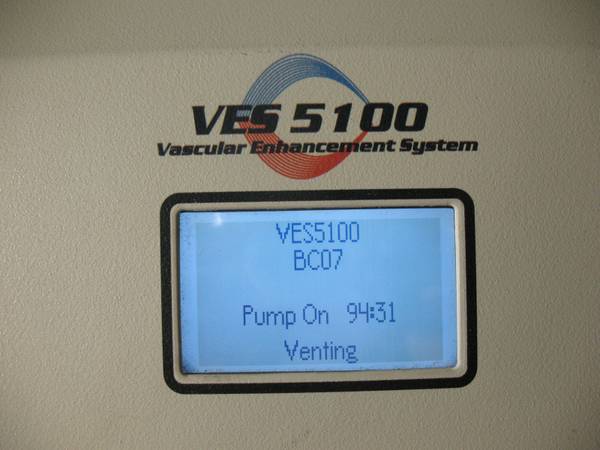 VES 5100
Vascular Enhancement System
VES5100
BC07
Pump On 94:31
Venting